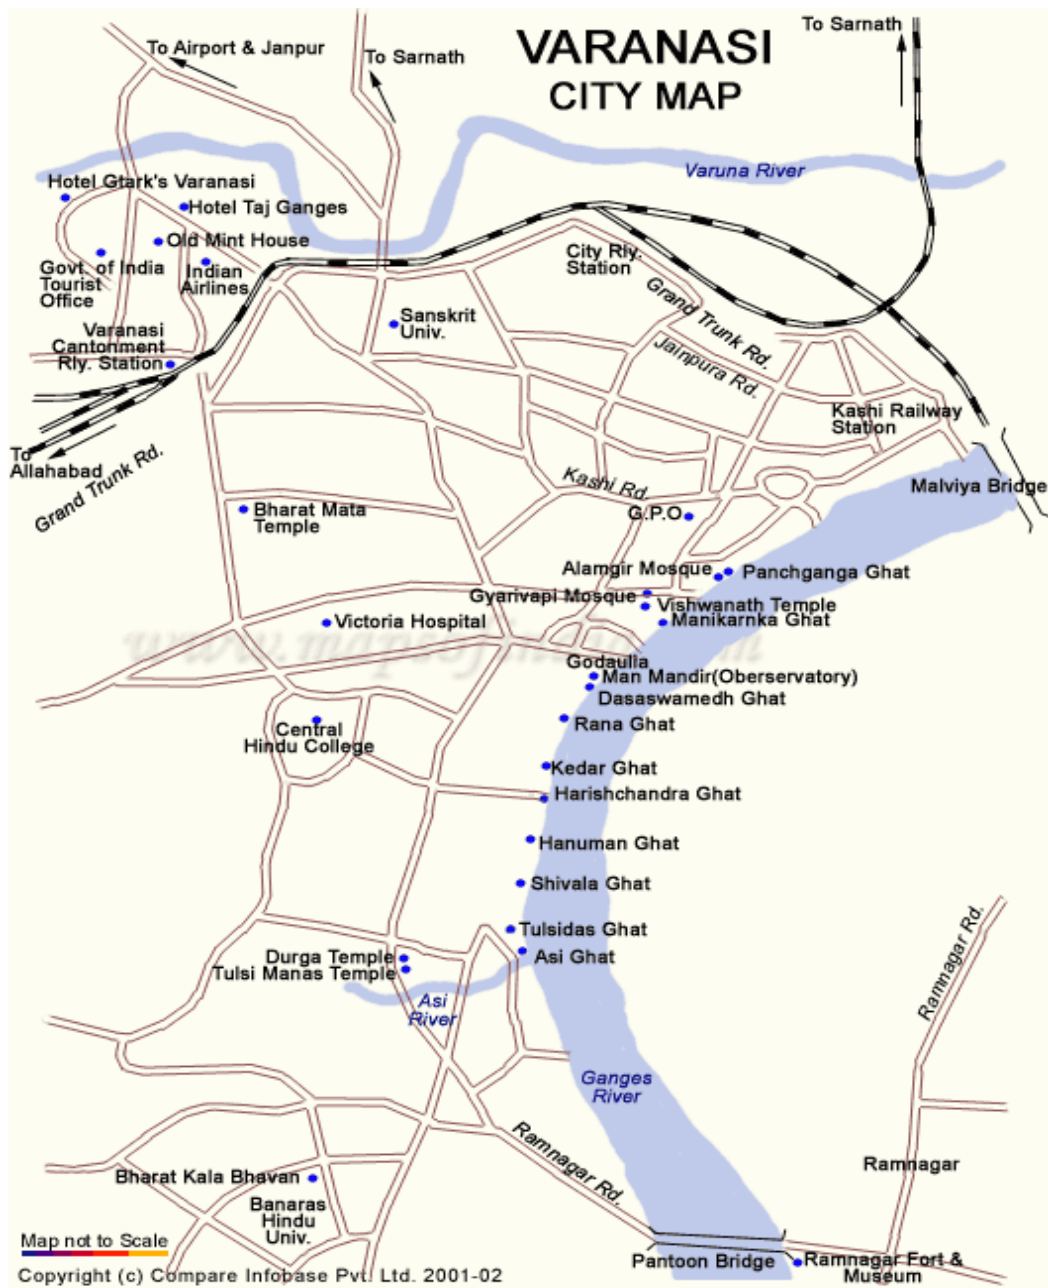 VARANASI
CITY MAP
To Sarnath
To Airport & Janpur
To Sarnath
Varuna River
Hotel Gtark's Varanasi
Hotel Taj Ganges
Old Mint House
Govt. of India
Tourist
Office
Indian
Airlines
City Rly.
Station
Grand Trunk Rd.
Sanskrit
Univ.
Varanasi
Cantonment
Rly. Station
Jainpura Rd.
Kashi Railway
Station
To
Allahabad
Grand Trunk Rd.
Kashi Rd.
Malviya Bridge
Bharat Mata
Temple
G.P.O
Alamgir Mosque
Panchganga Ghat
Gyarivapi Mosque
Vishwanath Temple
Victoria Hospital
Manikarnka Ghat
www.mapsofindia.com
Godaulla
Man Mandir(Oberservatory)
Dasaswamedh Ghat
Rana Ghat
Central
Hindu College
Kedar Ghat
Harishchandra Ghat
Hanuman Ghat
Shivala Ghat
Tulsidas Ghat
Durga Temple
Asi Ghat
Tulsi Manas Temple
Asi
River
Ramnagar Rd.
Ganges
River
Ramnagar Rd.
Ramnagar
Bharat Kala Bhavan
Banaras
Hindu
Univ.
Map not to Scale
Pantoon Bridge
Ramnagar Fort &
Museum
Copyright (c) Compare Infobase Pvt. Ltd. 2001-02